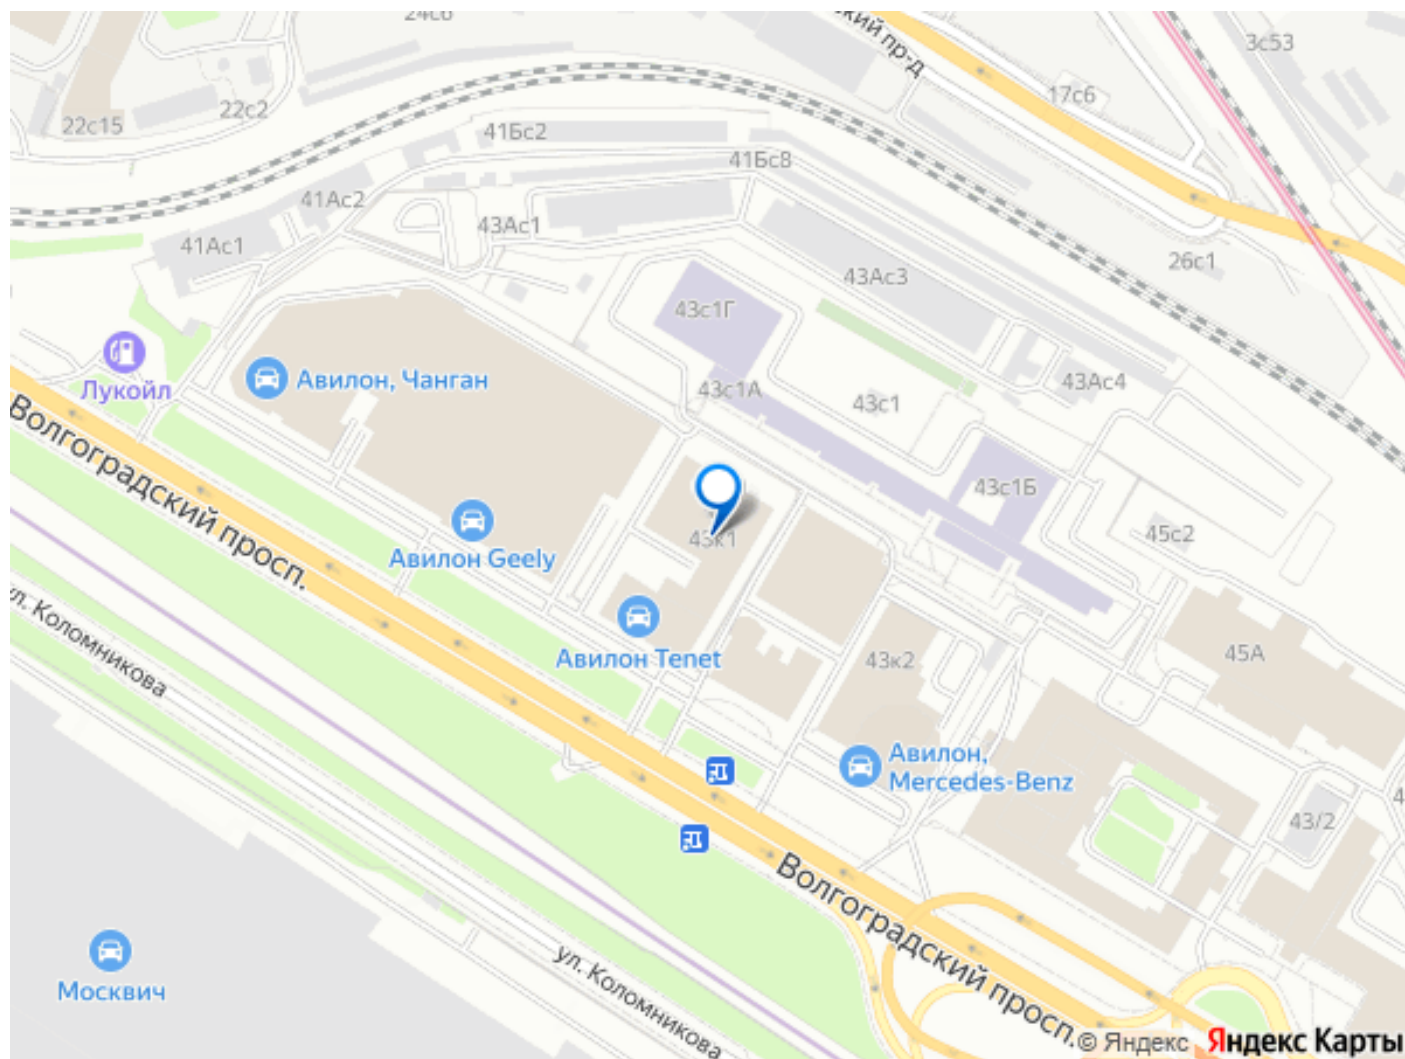 24с6
ский пр-д
3с53
17с6
22с2
22с15
41Бс2
41Бс8
41Ас2
43Ас1
41Ас1
26с1
43Ас3
43с1Г
Лукойл
Авилон, Чанган
43с1А
43с1
43Ас4
Волгоградский просп.
43с1Б
45с2
43к1
Авилон Geely
ул. Коломникова
Авилон Tenet
43к2
45А
Авилон,
Mercedes-Benz
43/2
Волгоградский просп.
Москвич
ул. Коломникова
© Яндекс Яндекс Карты